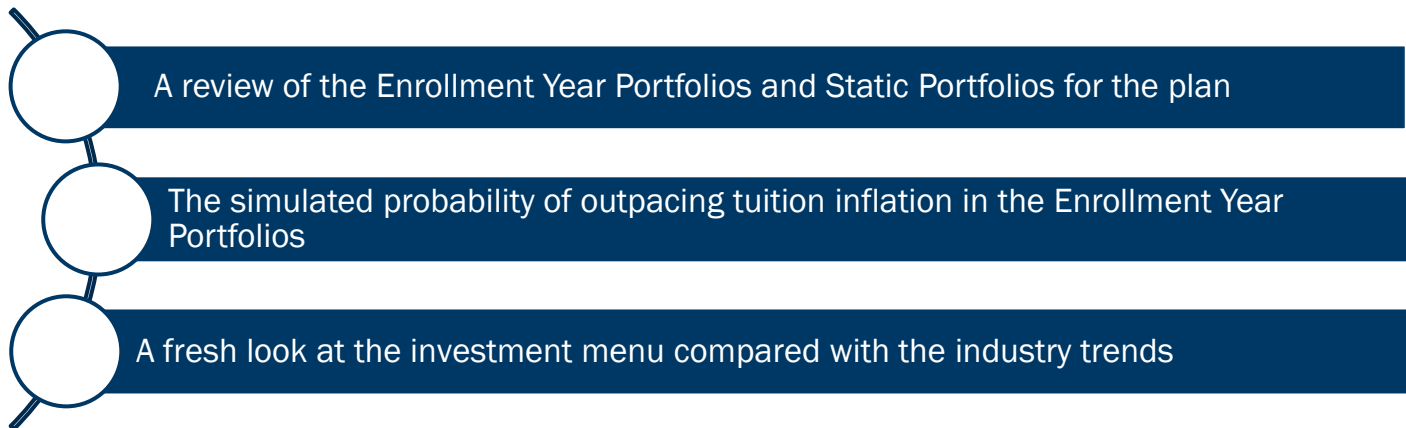 A review of the Enrollment Year Portfolios and Static Portfolios for the plan
The simulated probability of outpacing tuition inflation in the Enrollment Year
Portfolios
A fresh look at the investment menu compared with the industry trends